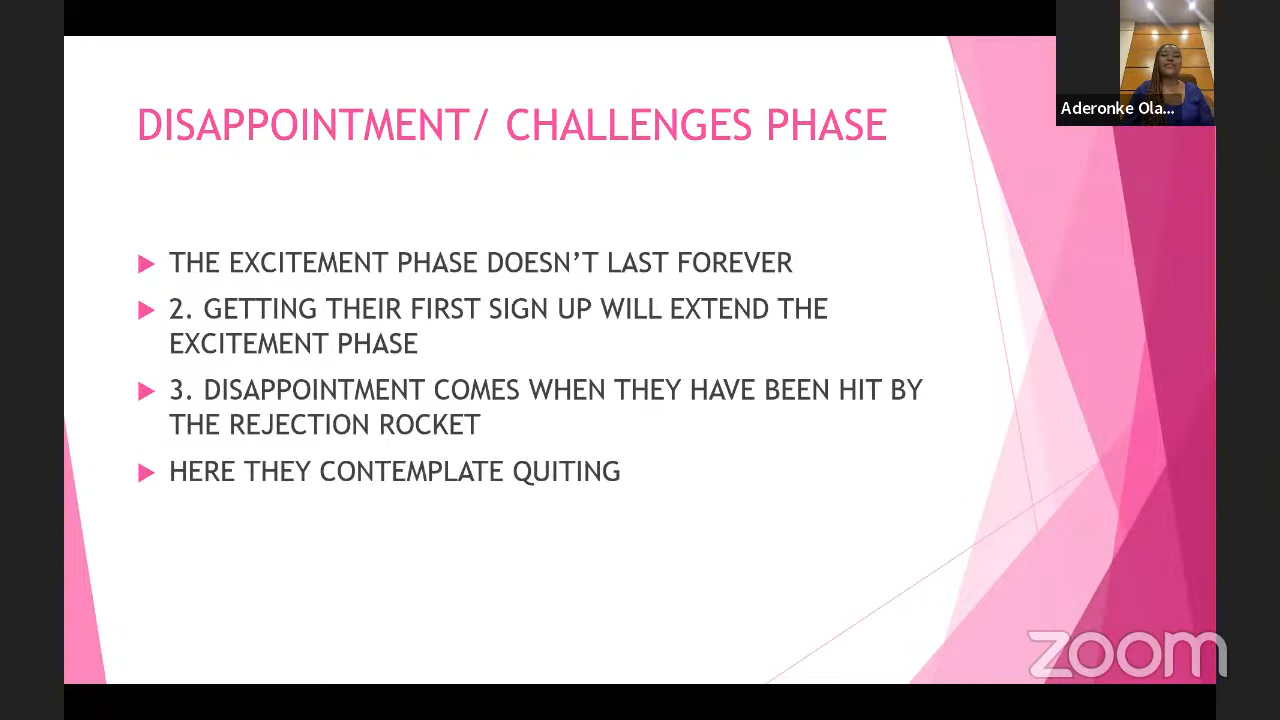 DISAPPOINTMENT/ CHALLENGES PHASE
Aderonke Ola...
THE EXCITEMENT PHASE DOESN’T LAST FOREVER
2. GETTING THEIR FIRST SIGN UP WILL EXTEND THE
EXCITEMENT PHASE
3. DISAPPOINTMENT COMES WHEN THEY HAVE BEEN HIT BY
THE REJECTION ROCKET
HERE THEY CONTEMPLATE QUITING
zoom